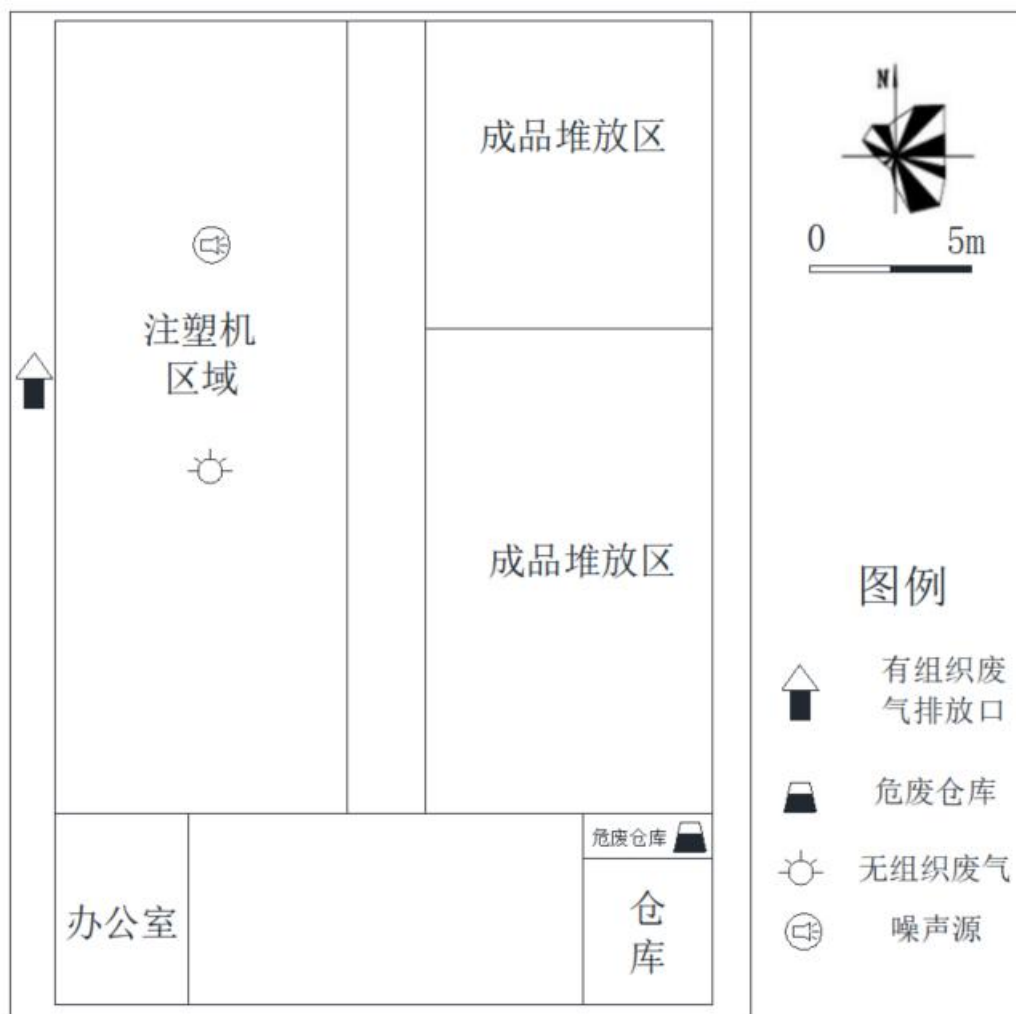 成品堆放区
N
0 5m
注塑机
区域
成品堆放区
图例
有组织废
气排放口
危废仓库
危废仓库
无组织废气
办公室
仓
库
噪声源